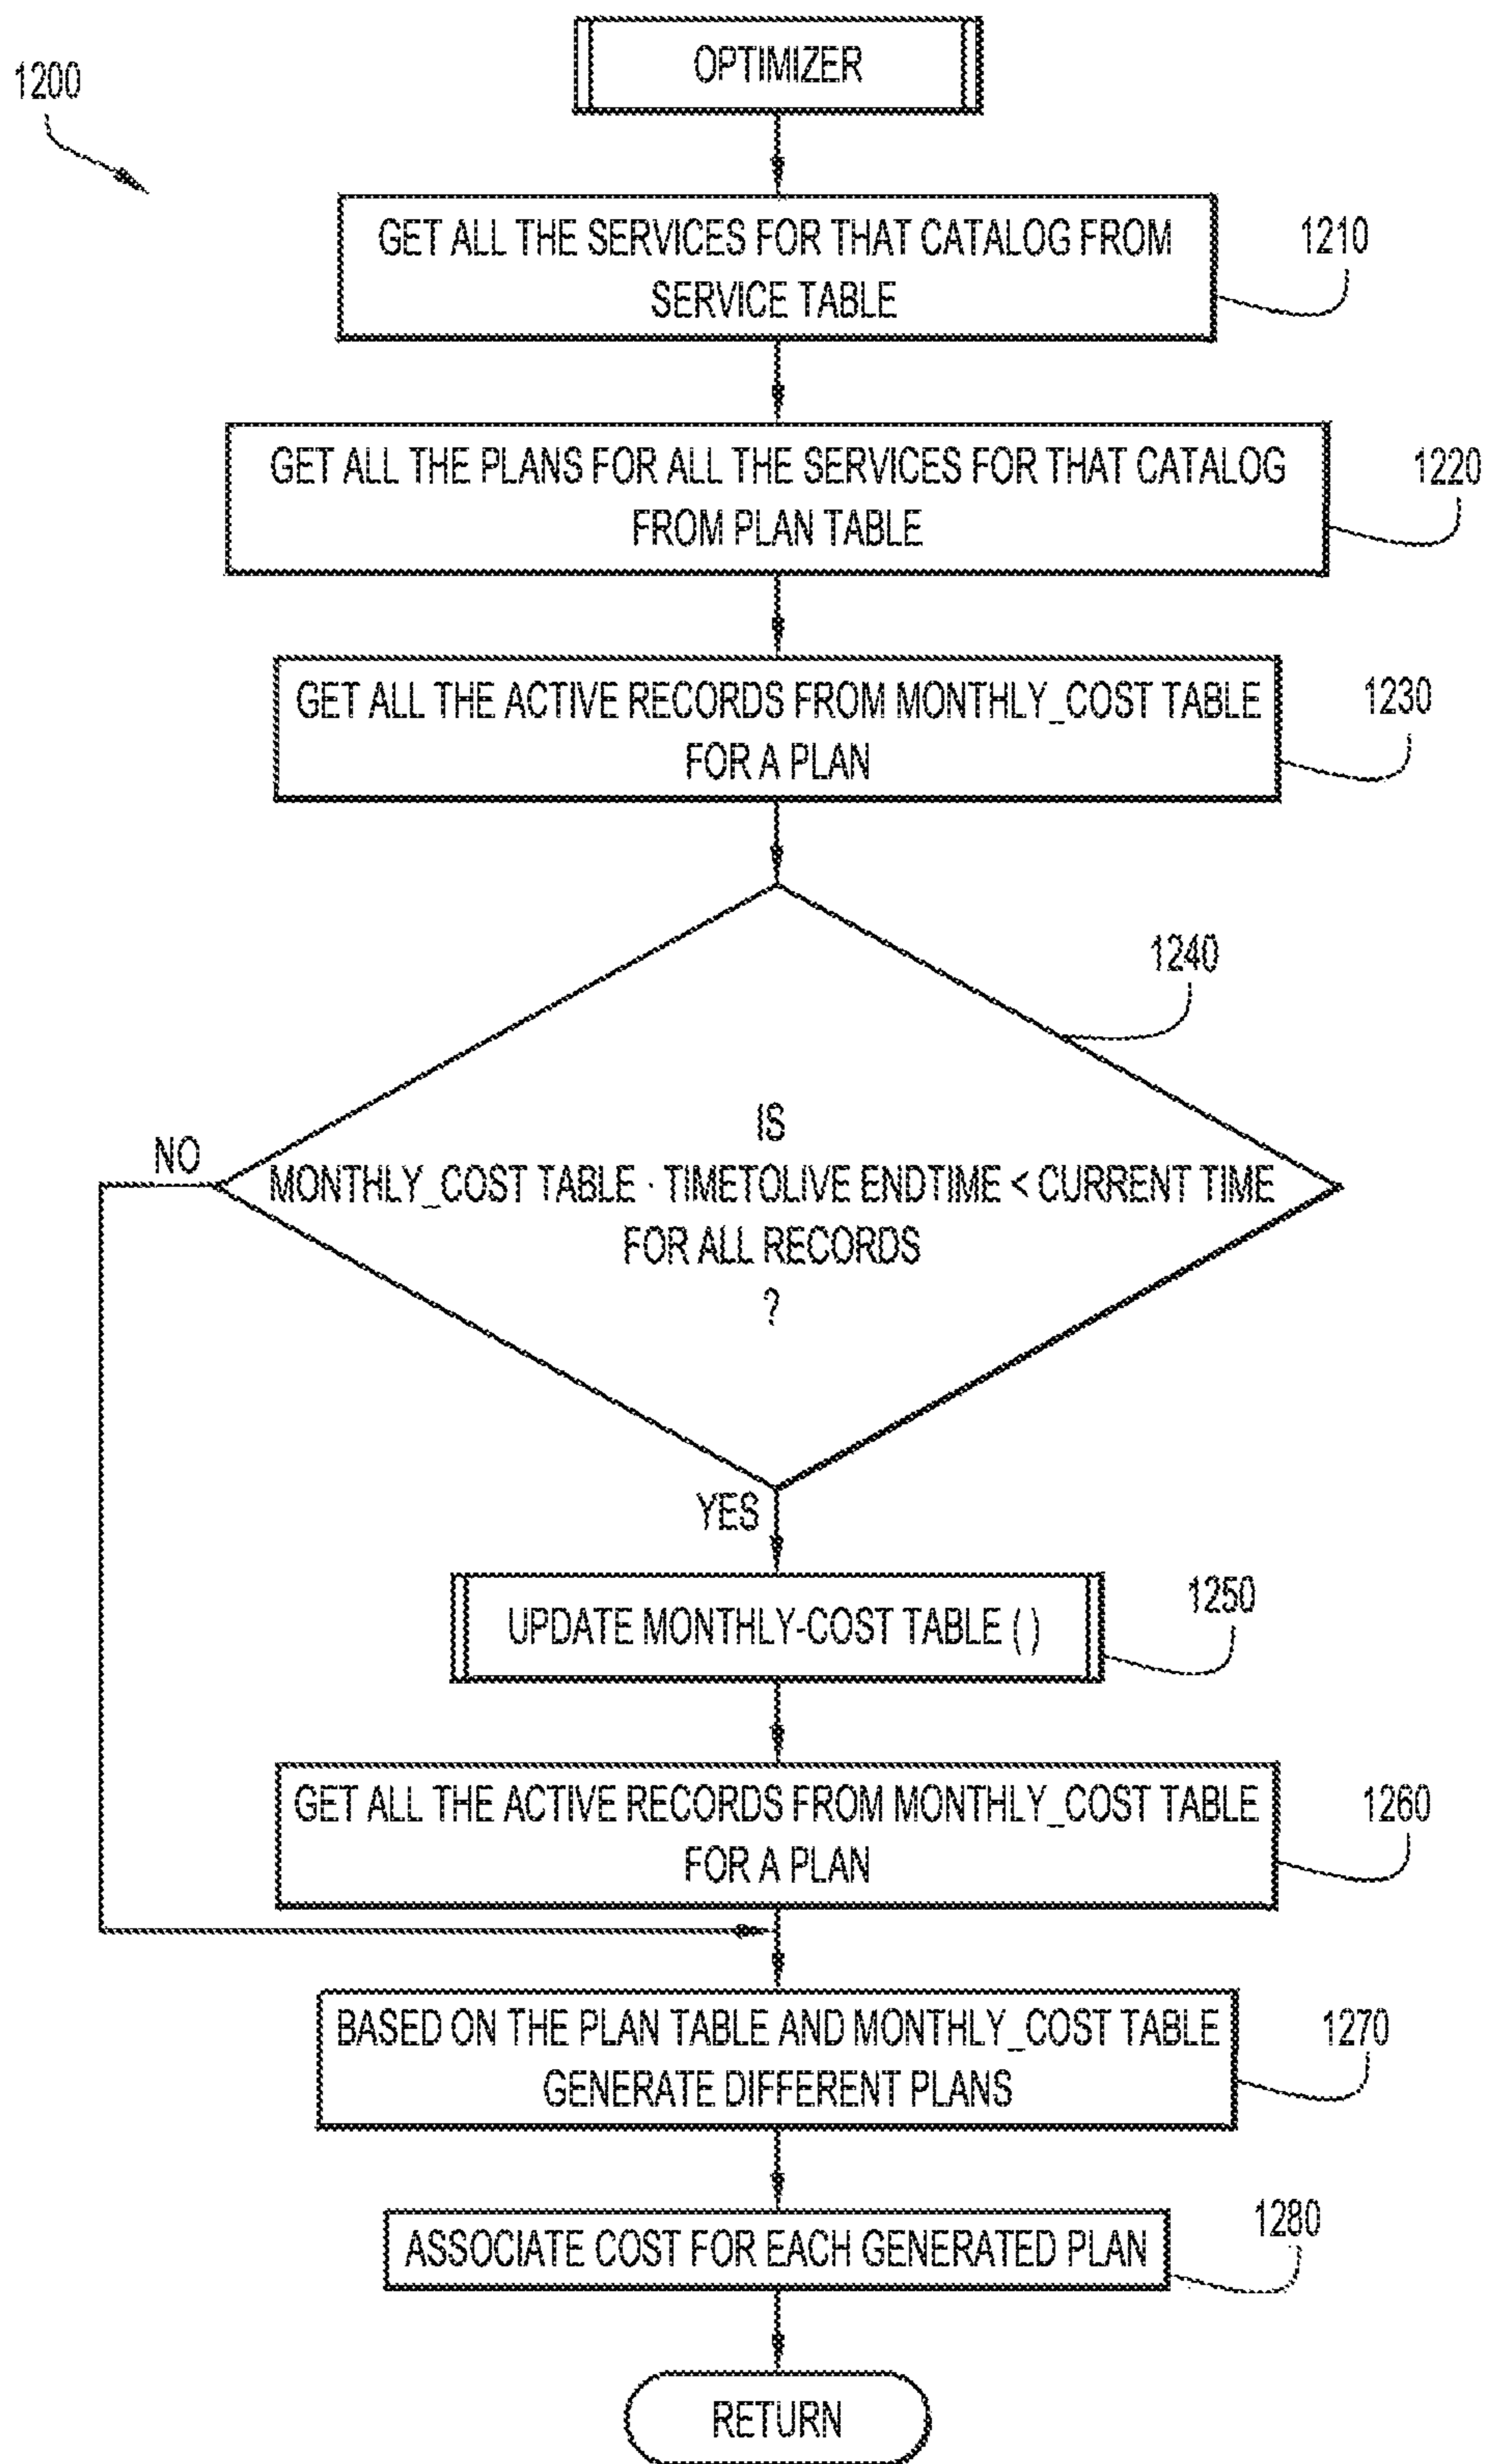 OPTIMIZER
1200
GET ALL THE SERVICES FOR THAT CATALOG FROM
SERVICE TABLE
1210
GET ALL THE PLANS FOR ALL THE SERVICES FOR THAT CATALOG
FROM PLAN TABLE
1220
GET ALL THE ACTIVE RECORDS FROM MONTHLY_COST TABLE
FOR A PLAN
1230
1240
IS
MONTHLY_COST TABLE · TIMETOLIVE ENDTIME < CURRENT TIME
FOR ALL RECORDS
?
NO
YES
UPDATE MONTHLY-COST TABLE ( )
1250
GET ALL THE ACTIVE RECORDS FROM MONTHLY_COST TABLE
FOR A PLAN
1260
BASED ON THE PLAN TABLE AND MONTHLY_COST TABLE
GENERATE DIFFERENT PLANS
1270
ASSOCIATE COST FOR EACH GENERATED PLAN
1280
RETURN